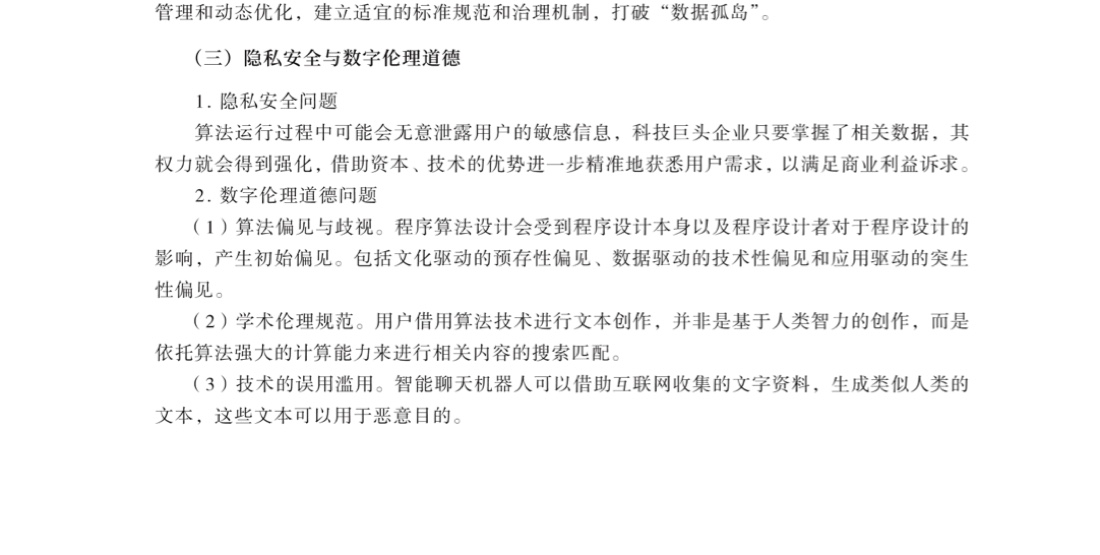 管理和动态优化，建立适宜的标准规范和治理机制，打破“数据孤岛”。
（三）隐私安全与数字伦理道德
1. 隐私安全问题
算法运行过程中可能会无意泄露用户的敏感信息，科技巨头企业只要掌握了相关数据，其
权力就会得到强化，借助资本、技术的优势进一步精准地获悉用户需求，以满足商业利益诉求。
2. 数字伦理道德问题
（1）算法偏见与歧视。程序算法设计会受到程序设计本身以及程序设计者对于程序设计的
影响，产生初始偏见。包括文化驱动的预存性偏见、数据驱动的技术性偏见和应用驱动的突生
性偏见。
（2）学术伦理规范。用户借用算法技术进行文本创作，并非是基于人类智力的创作，而是
依托算法强大的计算能力来进行相关内容的搜索匹配。
（3）技术的误用滥用。智能聊天机器人可以借助互联网收集的文字资料，生成类似人类的
文本，这些文本可以用于恶意目的。